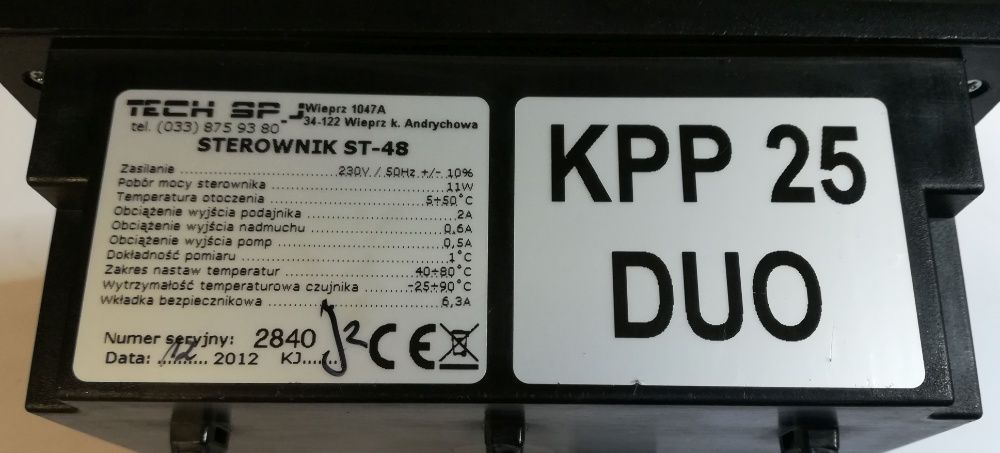 TECH SP_J Wieprz 1047A
tel. (033) 875 93 80 34-122 Wieprz k. Andrychowa
STEROWNIK ST-48
Zasilanie ........ 230V / 50Hz +/- 10%
Pobór mocy sterownika ........ 11W
Temperatura otoczenia ........ 5÷50°C
Obciążenie wyjścia podajnika ........ 2A
Obciążenie wyjścia nadmuchu ........ 0,6A
Obciążenie wyjścia pomp ........ 0,5A
Dokładność pomiaru ........ 1°C
Zakres nastaw temperatur ........ 40÷80°C
Wytrzymałość temperaturowa czujnika ........ -25÷90°C
Wkładka bezpiecznikowa ........ 6,3A
Numer seryjny: 2840
Data: 12 2012 KJ......
CE
KPP 25
DUO